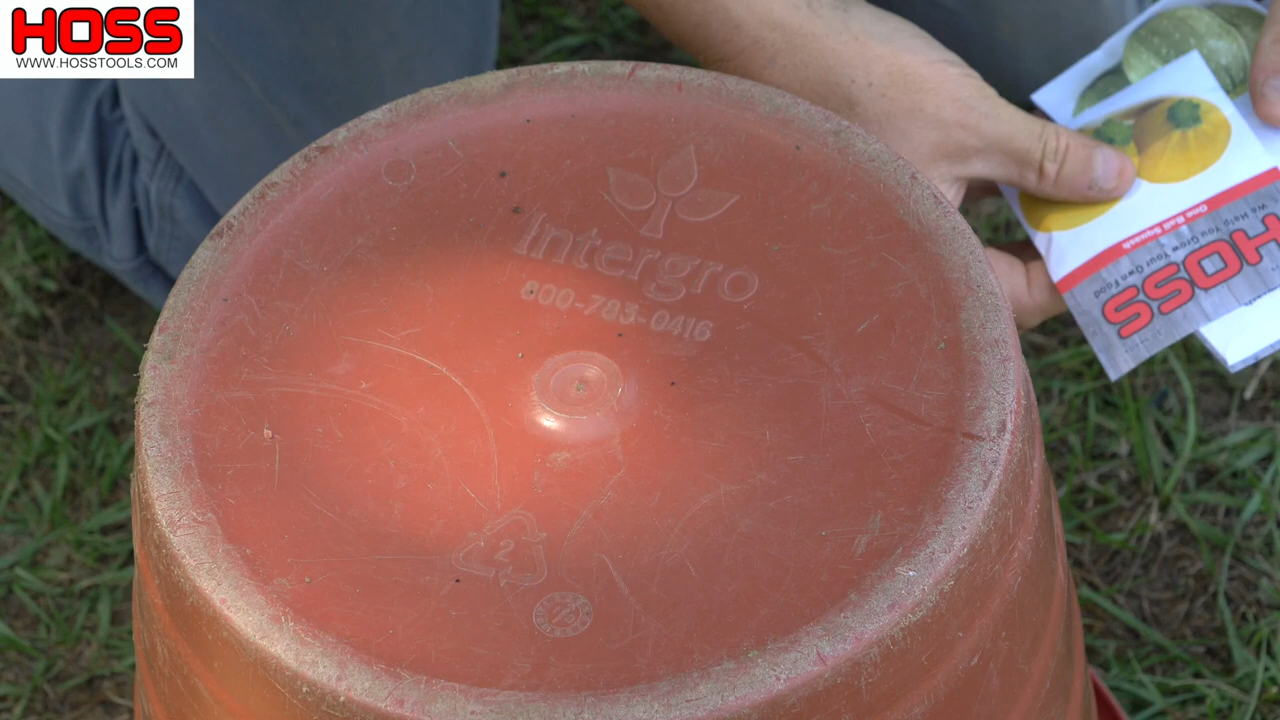 HOSS
WWW.HOSSTOOLS.COM
Intergro
800-783-0416
2
One Ball Squash
We Help You Grow Your Own Food
HOSS